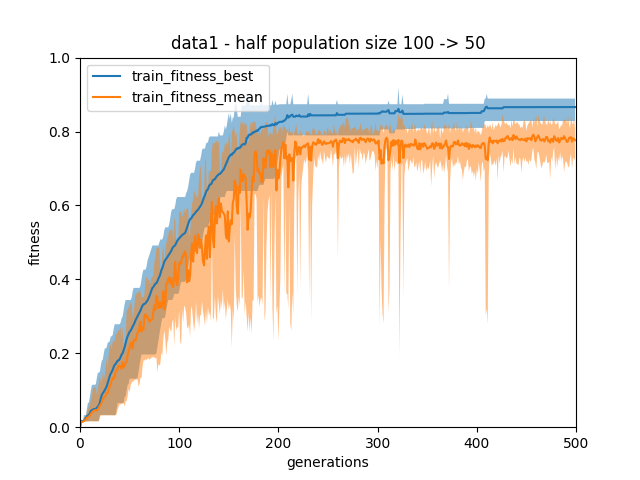 data1 - half population size 100 -> 50
train_fitness_best
train_fitness_mean
1.0
0.8
0.6
0.4
0.2
0.0
fitness
0 100 200 300 400 500
generations